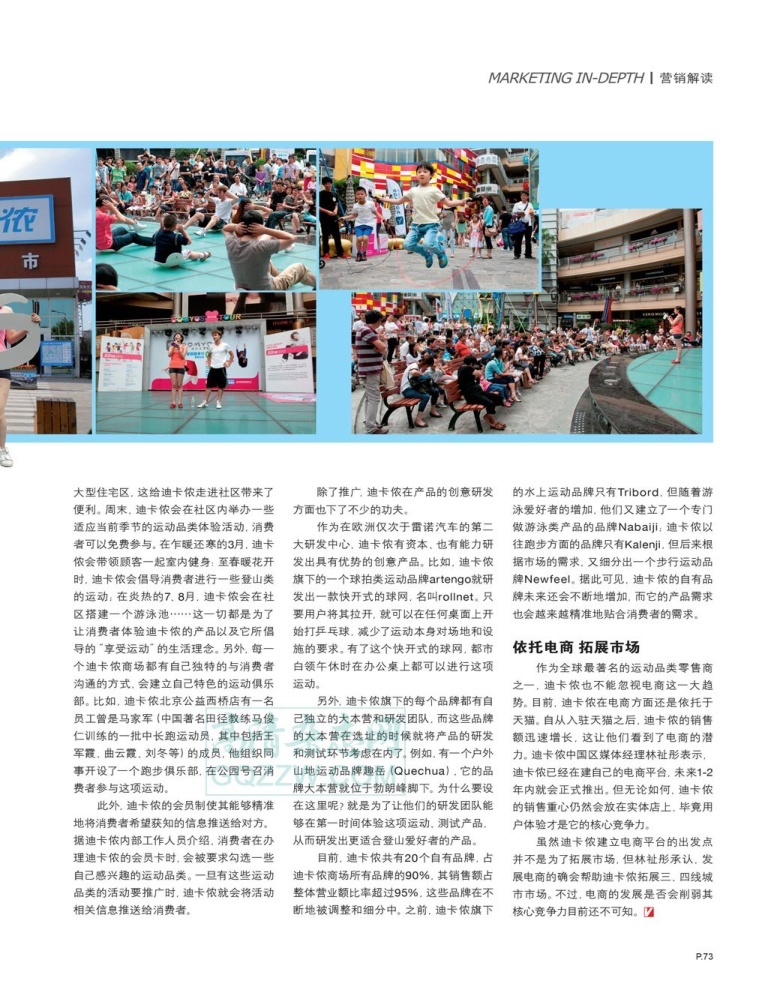 MARKETING IN-DEPTH | 营销解读
侬
市
TOUR
大型住宅区，这给迪卡侬走进社区带来了
便利。周末，迪卡侬会在社区内举办一些
适应当前季节的运动品类体验活动，消费
者可以免费参与。在乍暖还寒的3月，迪卡
侬会带领顾客一起室内健身；至春暖花开
时，迪卡侬会倡导消费者进行一些登山类
的运动；在炎热的7、8月，迪卡侬会在社
区搭建一个游泳池……这一切都是为了
让消费者体验迪卡侬的产品以及它所倡
导的“享受运动”的生活理念。另外，每一
个迪卡侬商场都有自己独特的与消费者
沟通的方式，会建立自己特色的运动俱乐
部。比如，迪卡侬北京公益西桥店有一名
员工曾是马家军（中国著名田径教练马俊
仁训练的一批中长跑运动员，其中包括王
军霞、曲云霞、刘冬等）的成员，他组织同
事开设了一个跑步俱乐部，在公园号召消
费者参与这项运动。
此外，迪卡侬的会员制使其能够精准
地将消费者希望获知的信息推送给对方。
据迪卡侬内部工作人员介绍，消费者在办
理迪卡侬的会员卡时，会被要求勾选一些
自己感兴趣的运动品类。一旦有这些运动
品类的活动要推广时，迪卡侬就会将活动
相关信息推送给消费者。
除了推广，迪卡侬在产品的创意研发
方面也下了不少的功夫。
作为在欧洲仅次于雷诺汽车的第二
大研发中心，迪卡侬有资本、也有能力研
发出具有优势的创意产品。比如，迪卡侬
旗下的一个球拍类运动品牌artengo就研
发出一款快开式的球网，名叫rollnet。只
要用户将其拉开，就可以在任何桌面上开
始打乒乓球，减少了运动本身对场地和设
施的要求。有了这个快开式的球网，都市
白领午休时在办公桌上都可以进行这项
运动。
另外，迪卡侬旗下的每个品牌都有自
己独立的大本营和研发团队，而这些品牌
的大本营在选址的时候就将产品的研发
和测试环节考虑在内了。例如，有一个户外
山地运动品牌趣岳（Quechua），它的品
牌大本营就位于勃朗峰脚下。为什么要设
在这里呢？就是为了让他们的研发团队能
够在第一时间体验这项运动、测试产品，
从而研发出更适合登山爱好者的产品。
目前，迪卡侬共有20个自有品牌，占
迪卡侬商场所有品牌的90%，其销售额占
整体营业额比率超过95%，这些品牌在不
断地被调整和细分中。之前，迪卡侬旗下
的水上运动品牌只有Tribord，但随着游
泳爱好者的增加，他们又建立了一个专门
做游泳类产品的品牌Nabaiji；迪卡侬以
往跑步方面的品牌只有Kalenji，但后来根
据市场的需求，又细分出一个步行运动品
牌Newfeel。据此可见，迪卡侬的自有品
牌未来还会不断地增加，而它的产品需求
也会越来越精准地贴合消费者的需求。
依托电商 拓展市场
作为全球最著名的运动品类零售商
之一，迪卡侬也不能忽视电商这一大趋
势。目前，迪卡侬在电商方面还是依托于
天猫。自从入驻天猫之后，迪卡侬的销售
额迅速增长，这让他们看到了电商的潜
力。迪卡侬中国区媒体经理林祉彤表示，
迪卡侬已经在建自己的电商平台，未来1-2
年内就会正式推出。但无论如何，迪卡侬
的销售重心仍然会放在实体店上，毕竟用
户体验才是它的核心竞争力。
虽然迪卡侬建立电商平台的出发点
并不是为了拓展市场，但林祉彤承认，发
展电商的确会帮助迪卡侬拓展三、四线城
市市场。不过，电商的发展是否会削弱其
核心竞争力目前还不可知。
GQZZW.COM
P.73